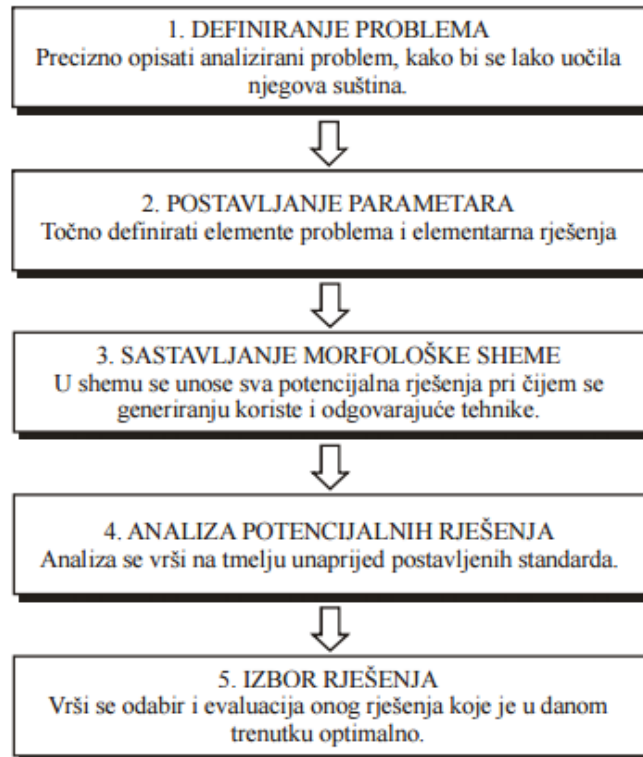 1. DEFINIRANJE PROBLEMA
Precizno opisati analizirani problem, kako bi se lako uočila
njegova suština.
2. POSTAVLJANJE PARAMETARA
Točno definirati elemente problema i elementarna rješenja
3. SASTAVLJANJE MORFOLOŠKE SHEME
U shemu se unose sva potencijalna rješenja pri čijem se
generiranju koriste i odgovarajuće tehnike.
4. ANALIZA POTENCIJALNIH RJEŠENJA
Analiza se vrši na tmelju unaprijed postavljenih standarda.
5. IZBOR RJEŠENJA
Vrši se odabir i evaluacija onog rješenja koje je u danom
trenutku optimalno.